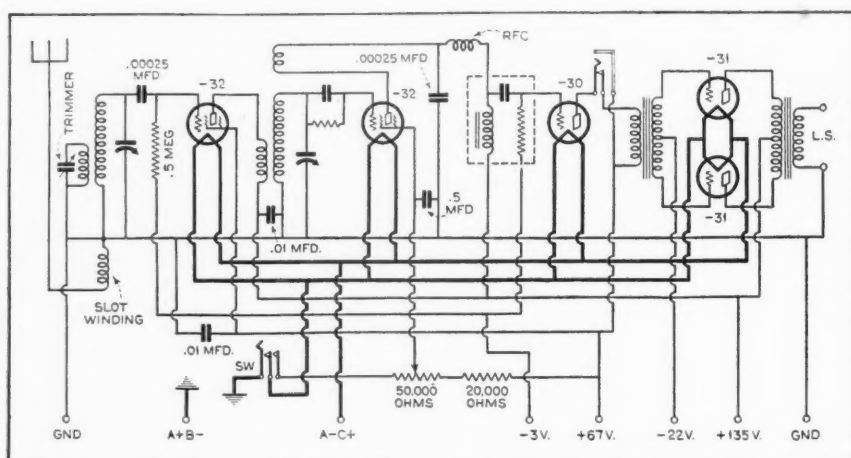 RFC
-31
.00025
MFD
-32
.00025 MFD
-32
-30
TRIMMER
.5 MEG.
L.S.
.5
MFD
-31
.01 MFD.
SLOT
WINDING
.01 MFD.
SW
50,000
OHMS
20,000
OHMS
GND
A+B-
A-C+
-3V.
+67V.
-22V.
+135V.
GND